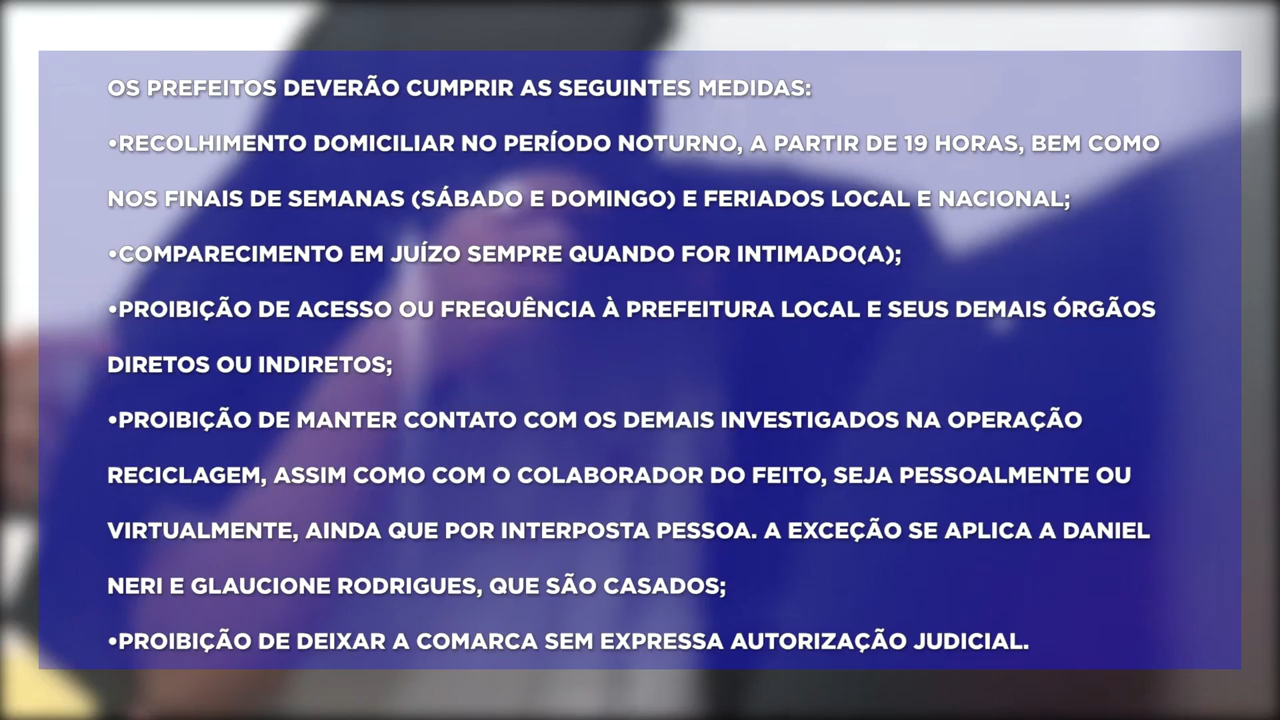 OS PREFEITOS DEVERÃO CUMPRIR AS SEGUINTES MEDIDAS:
•RECOLHIMENTO DOMICILIAR NO PERÍODO NOTURNO, A PARTIR DE 19 HORAS, BEM COMO
NOS FINAIS DE SEMANAS (SÁBADO E DOMINGO) E FERIADOS LOCAL E NACIONAL;
•COMPARECIMENTO EM JUÍZO SEMPRE QUANDO FOR INTIMADO(A);
•PROIBIÇÃO DE ACESSO OU FREQUÊNCIA À PREFEITURA LOCAL E SEUS DEMAIS ÓRGÃOS
DIRETOS OU INDIRETOS;
•PROIBIÇÃO DE MANTER CONTATO COM OS DEMAIS INVESTIGADOS NA OPERAÇÃO
RECICLAGEM, ASSIM COMO COM O COLABORADOR DO FEITO, SEJA PESSOALMENTE OU
VIRTUALMENTE, AINDA QUE POR INTERPOSTA PESSOA. A EXCEÇÃO SE APLICA A DANIEL
NERI E GLAUCIONE RODRIGUES, QUE SÃO CASADOS;
•PROIBIÇÃO DE DEIXAR A COMARCA SEM EXPRESSA AUTORIZAÇÃO JUDICIAL.